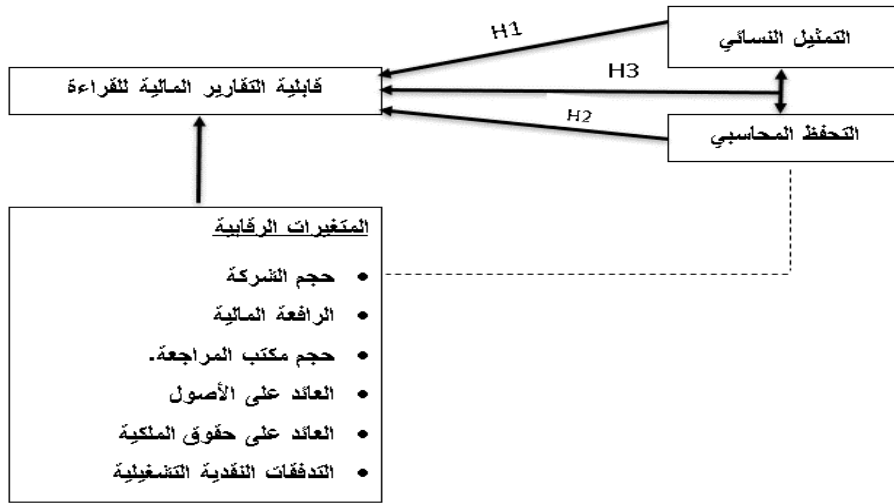 التمثيل النسائي
H1
H3
قابلية التقارير المالية للقراءة
H2
التحفظ المحاسبي
المتغيرات الرقابية
• حجم الشركة
• الرافعة المالية
• حجم مكتب المراجعة.
• العائد على الأصول
• العائد على حقوق الملكية
• التدفقات النقدية التشغيلية